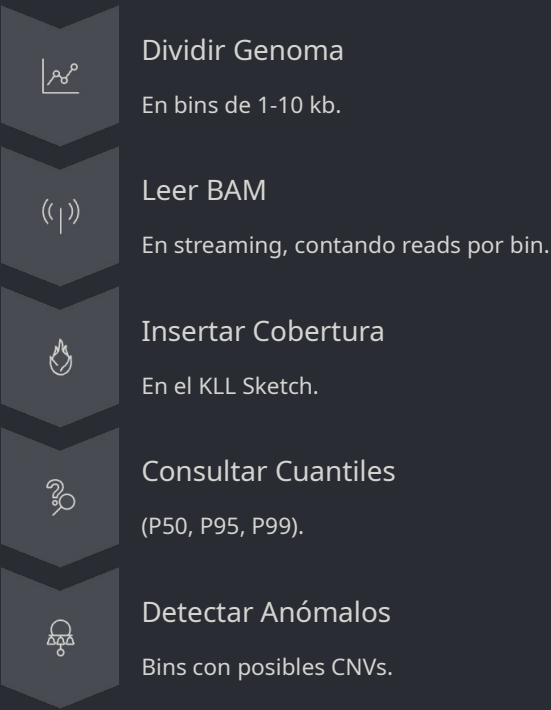 Dividir Genoma
En bins de 1-10 kb.
Leer BAM
En streaming, contando reads por bin.
Insertar Cobertura
En el KLL Sketch.
Consultar Cuantiles
(P50, P95, P99).
Detectar Anómalos
Bins con posibles CNVs.